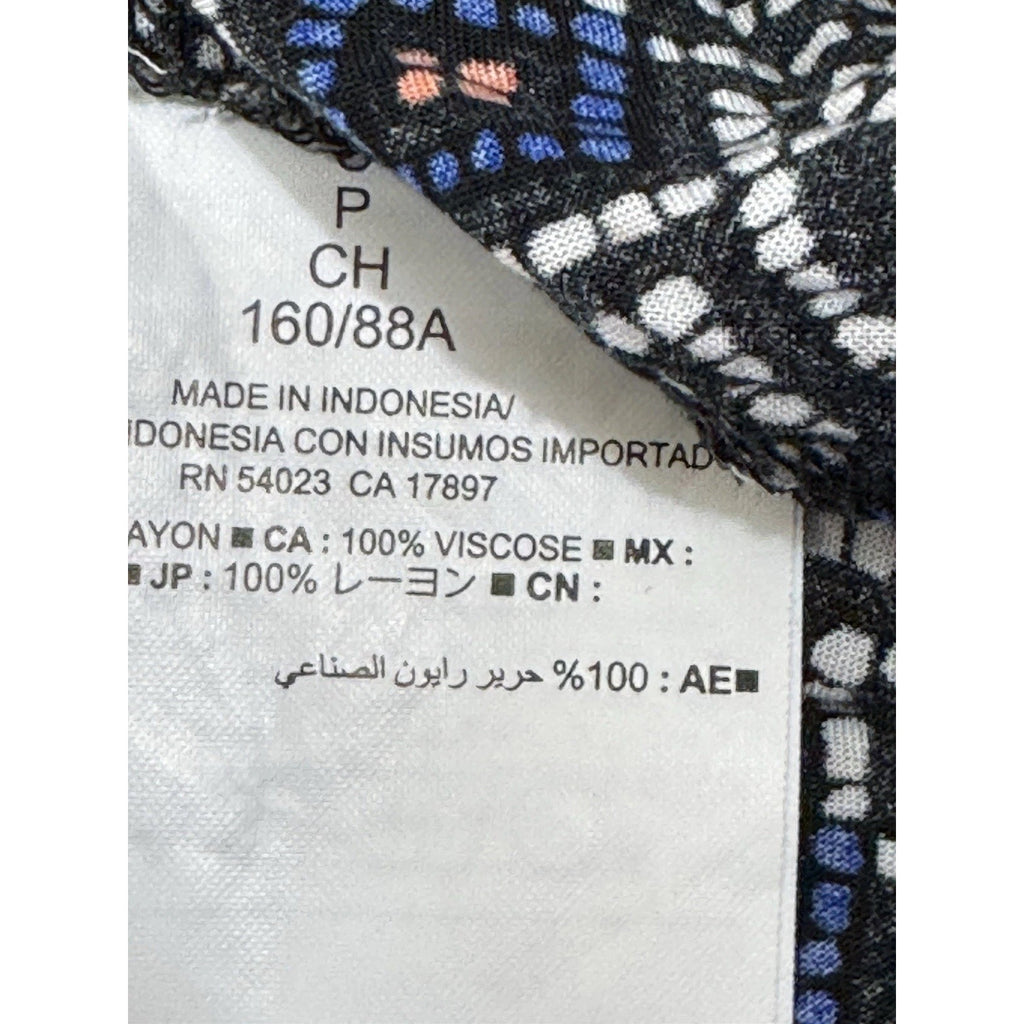 P
CH
160/88A
MADE IN INDONESIA/
DONESIA CON INSUMOS IMPORTAD
RN 54023 CA 17897
AYON ■ CA : 100% VISCOSE ■ MX :
■ JP : 100% レーヨン ■ CN :
■AE : 100% حرير رايون الصناعي